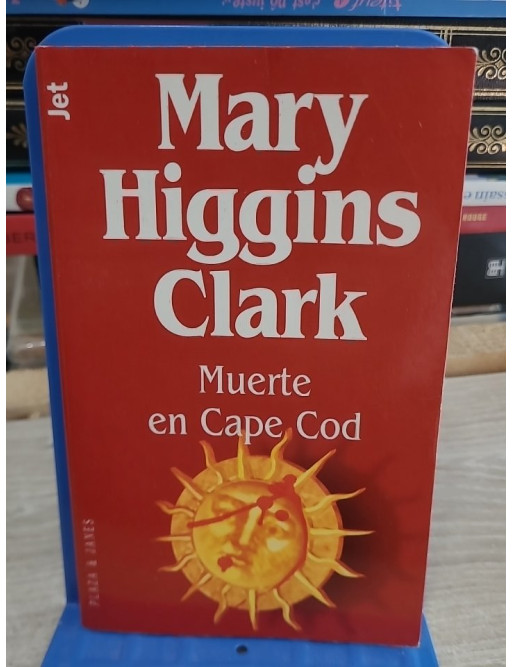 Jet
Mary
Higgins
Clark
Muerte
en Cape Cod
PLAZA & JANES